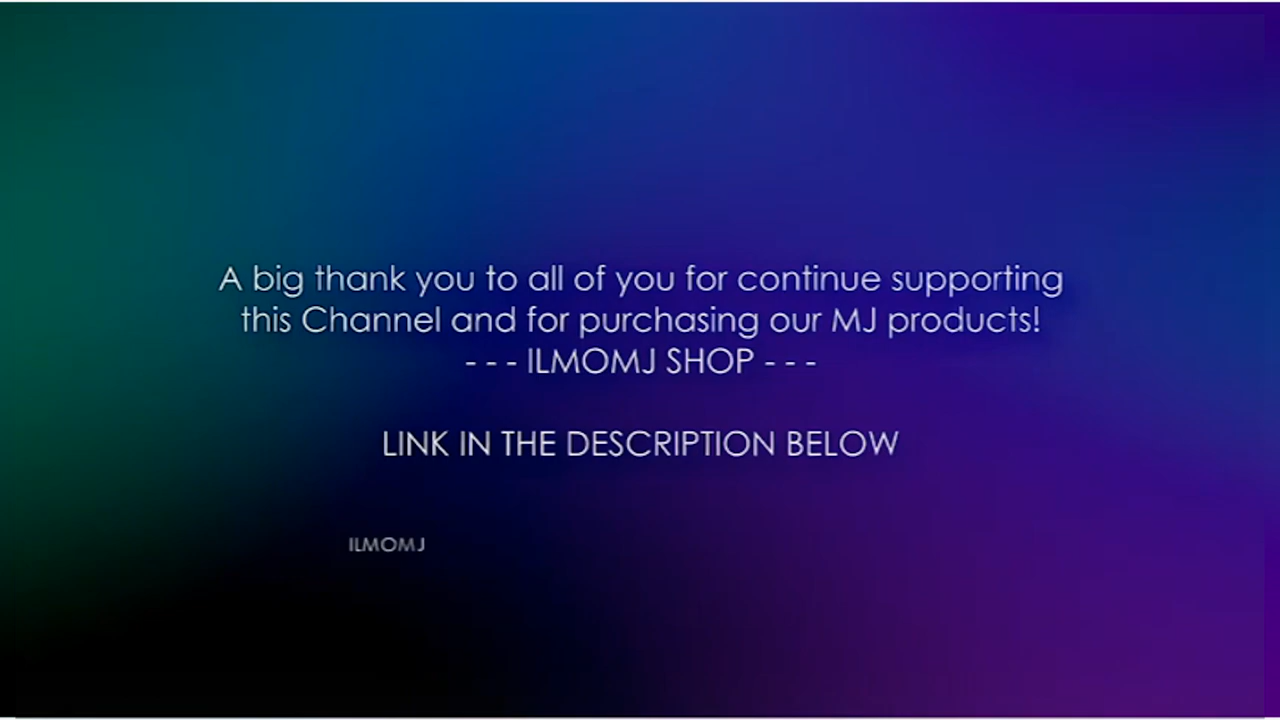 A big thank you to all of you for continue supporting
this Channel and for purchasing our MJ products!
- - - ILMOMJ SHOP - - -
LINK IN THE DESCRIPTION BELOW
ILMOMJ